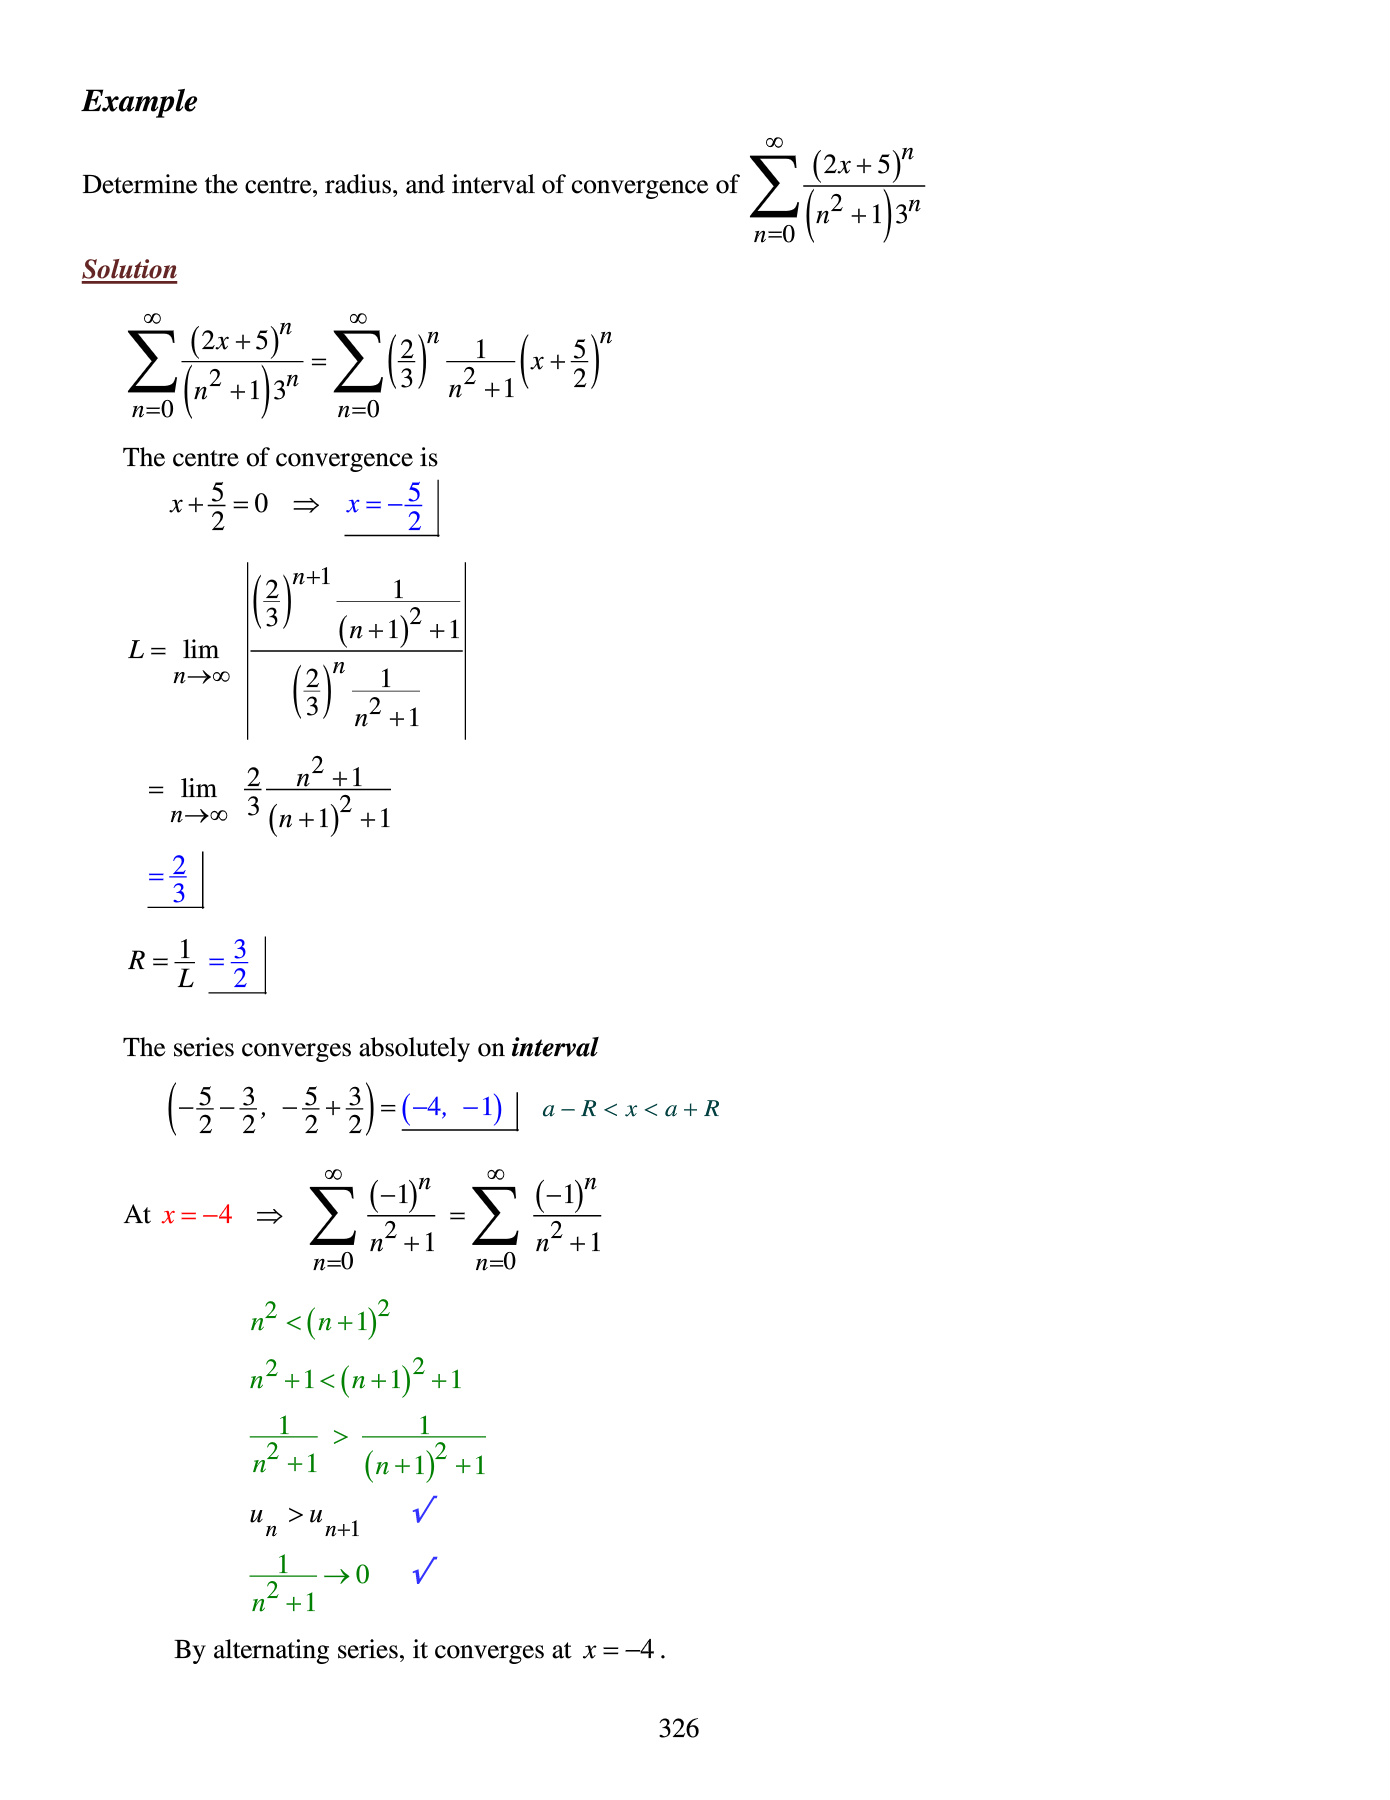 Example
Determine the centre, radius, and interval of convergence of $\sum_{n=0}^{\infty} \frac{(2x+5)^n}{(n^2+1)3^n}$
Solution
$\sum_{n=0}^{\infty} \frac{(2x+5)^n}{(n^2+1)3^n} = \sum_{n=0}^{\infty} \left(\frac{2}{3}\right)^n \frac{1}{n^2+1} \left(x+\frac{5}{2}\right)^n$
The centre of convergence is
$x+\frac{5}{2}=0 \Rightarrow x=-\frac{5}{2}$
$L = \lim_{n\to\infty} \left| \frac{\left(\frac{2}{3}\right)^{n+1} \frac{1}{(n+1)^2+1}}{\left(\frac{2}{3}\right)^n \frac{1}{n^2+1}} \right|$
$= \lim_{n\to\infty} \frac{2}{3} \frac{n^2+1}{(n+1)^2+1}$
$= \frac{2}{3}$
$R = \frac{1}{L} = \frac{3}{2}$
The series converges absolutely on interval
$\left(-\frac{5}{2}-\frac{3}{2}, -\frac{5}{2}+\frac{3}{2}\right) = (-4, -1)$ $a-R<x<a+R$
At $x=-4 \Rightarrow \sum_{n=0}^{\infty} \frac{(-1)^n}{n^2+1} = \sum_{n=0}^{\infty} \frac{(-1)^n}{n^2+1}$
$n^2 < (n+1)^2$
$n^2+1 < (n+1)^2+1$
$\frac{1}{n^2+1} > \frac{1}{(n+1)^2+1}$
$u_n > u_{n+1}$ ✓
$\frac{1}{n^2+1} \to 0$ ✓
By alternating series, it converges at $x=-4$.
326